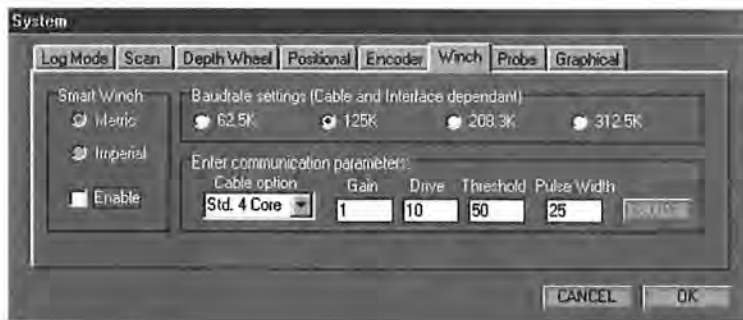 System
Log Mode Scan Depth Wheel Positional Encoder Winch Probe Graphical
Smart Winch
Metric
Imperial
Enable
Baudrate settings (Cable and Interface dependant)
62.5K 125K 208.3K 312.5K
Enter communication parameters:
Cable option Gain Drive Threshold Pulse Width
Std. 4 Core 1 10 50 25
CANCEL OK